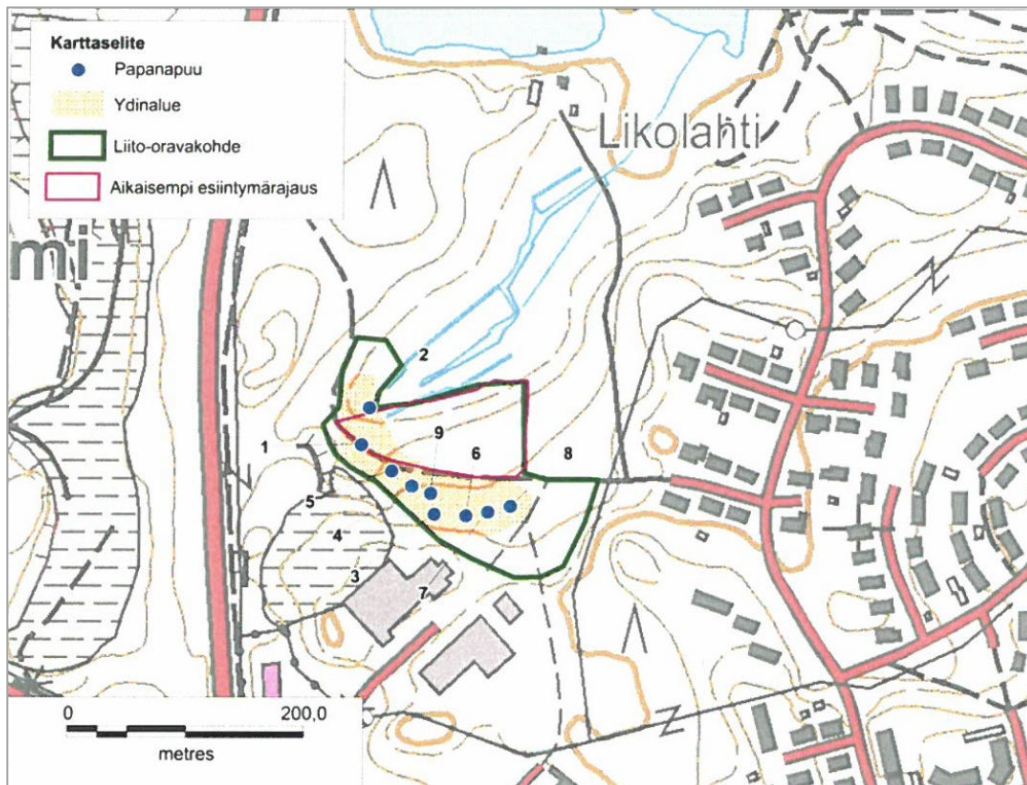 Karttaselite
Papanapuu
Ydinalue
Liito-oravakohde
Aikaisempi esiintymärajaus
Likolahti
mi
2
1
9
6
8
5
4
3
7
0 200,0
metres